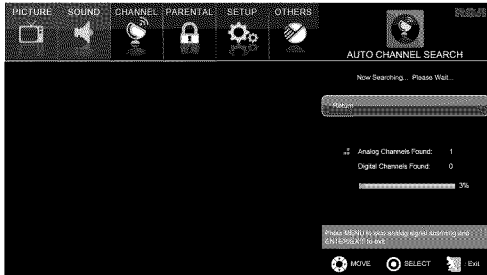 PICTURE SOUND CHANNEL PARENTAL SETUP OTHERS
AUTO CHANNEL SEARCH
Now Searching... Please Wait...
Return
Analog Channels Found: 1
Digital Channels Found: 0
3%
Press MENU to skip analog signal scanning and
ENTER/EXIT to exit
MOVE SELECT : Exit